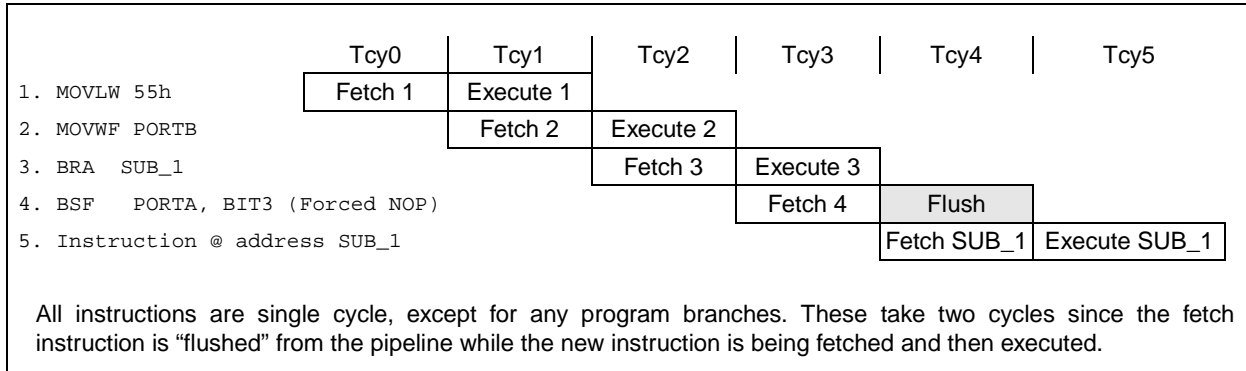 Tcy0 Tcy1 Tcy2 Tcy3 Tcy4 Tcy5
1. MOVLW 55h Fetch 1 Execute 1
2. MOVWF PORTB Fetch 2 Execute 2
3. BRA SUB_1 Fetch 3 Execute 3
4. BSF PORTA, BIT3 (Forced NOP) Fetch 4 Flush
5. Instruction @ address SUB_1 Fetch SUB_1 Execute SUB_1
All instructions are single cycle, except for any program branches. These take two cycles since the fetch
instruction is “flushed” from the pipeline while the new instruction is being fetched and then executed.